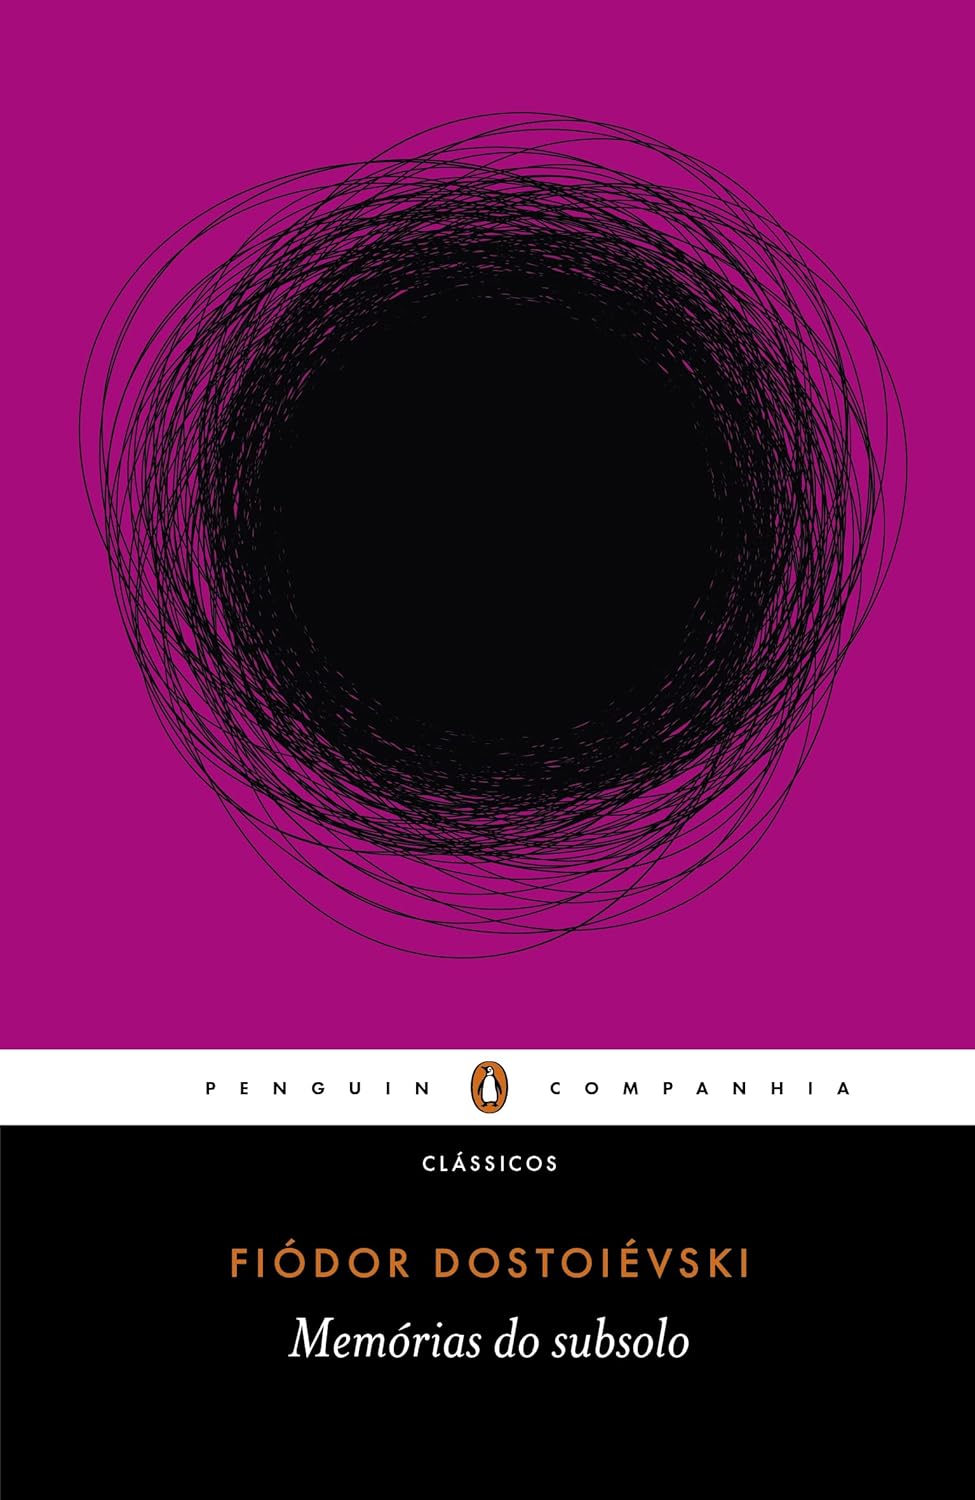 PENGUIN COMPANHIA
CLÁSSICOS
FIÓDOR DOSTOIÉVSKI
Memórias do subsolo